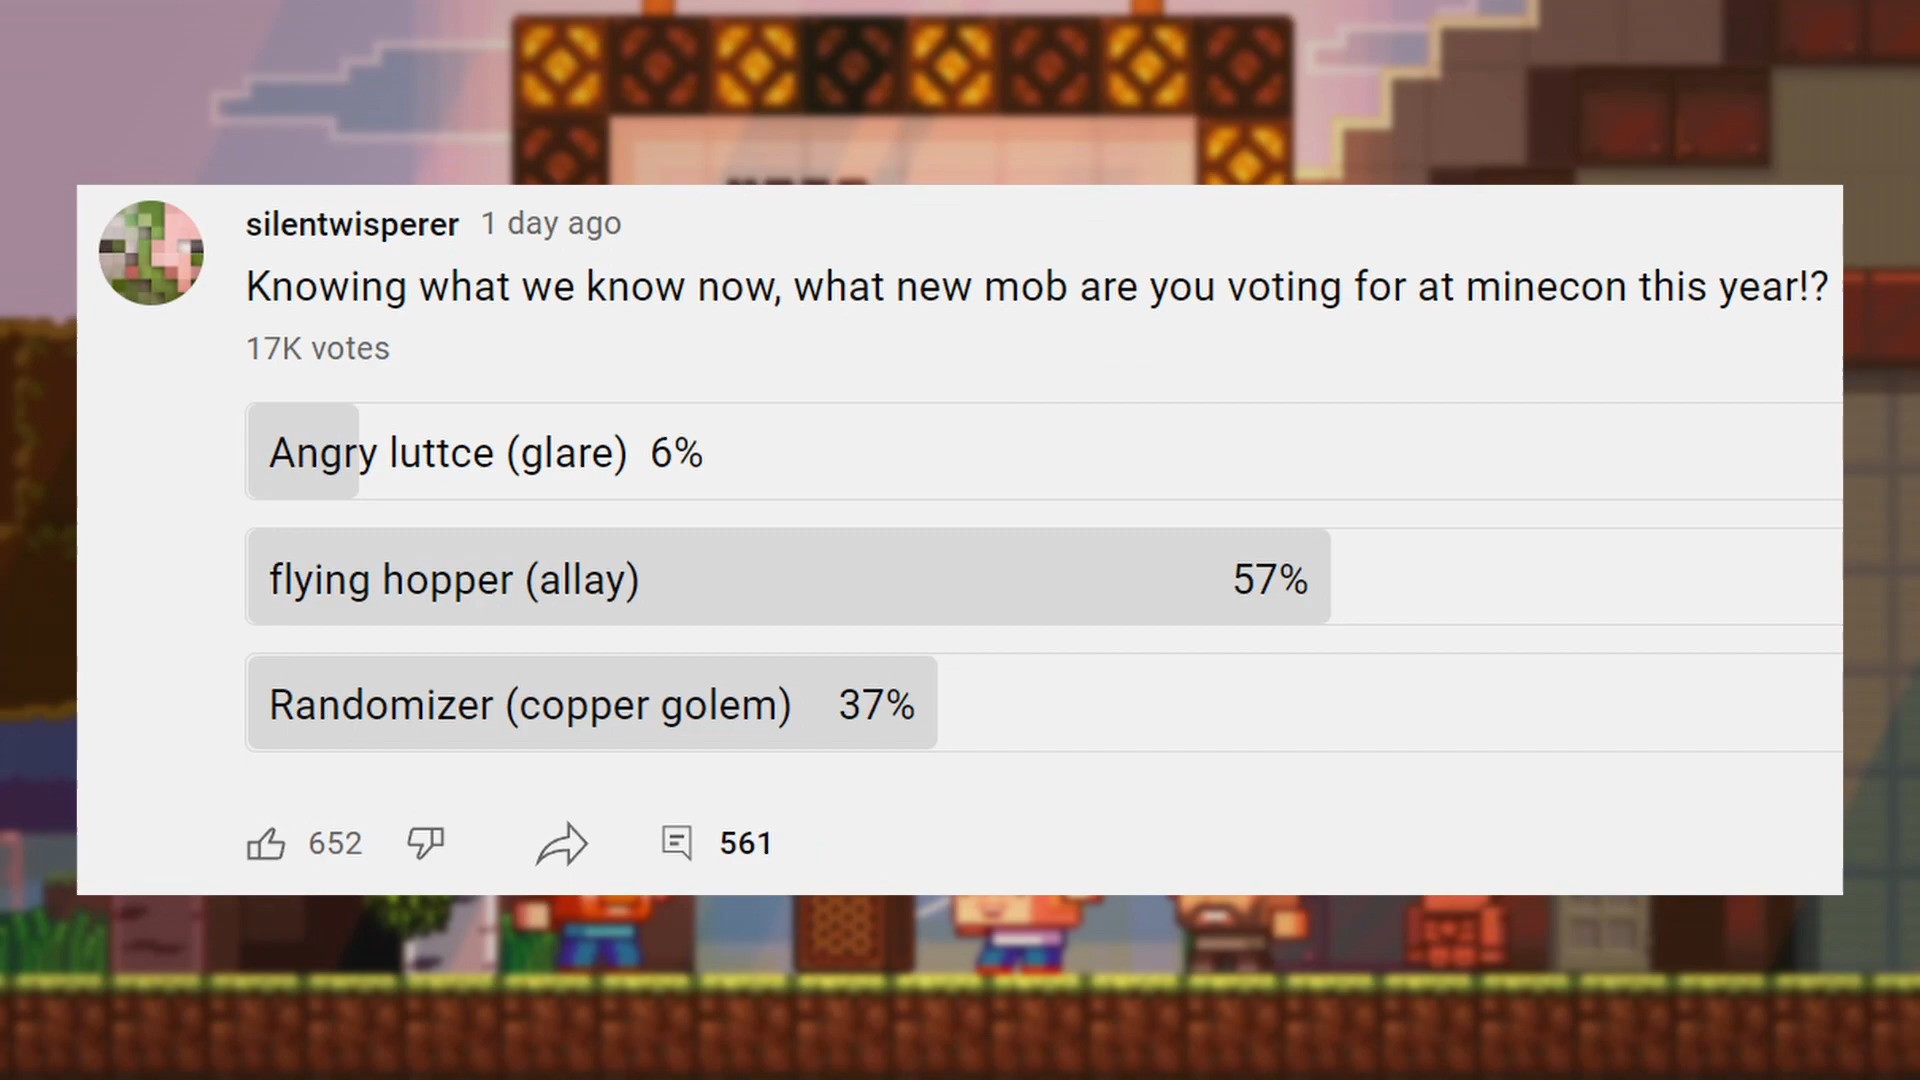 silentwisperer 1 day ago
Knowing what we know now, what new mob are you voting for at minecon this year!?
17K votes
Angry luttce (glare) 6%
flying hopper (allay) 57%
Randomizer (copper golem) 37%
652 561